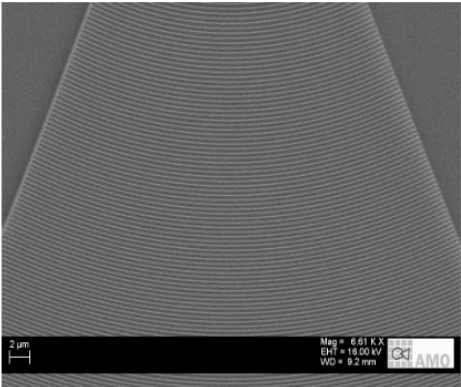 2 µm
Mag = 6.61 K X
EHT = 16.00 kV
WD = 9.2 mm
AMO